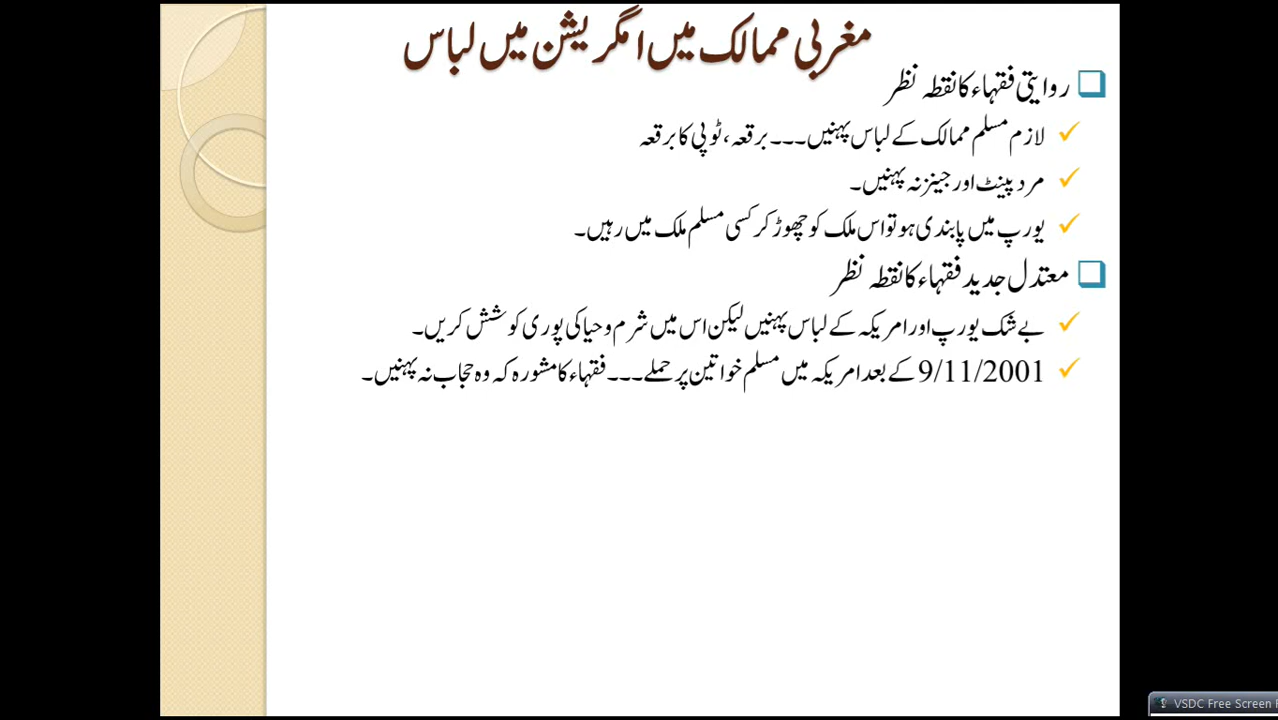 مغربی ممالک میں امگریشن میں لباس
روایتی فقہاء کا نقطہ نظر
لازم مسلم ممالک کے لباس پہنیں۔۔۔ برقعہ، ٹوپی کا برقعہ
مرد پینٹ اور جینز نہ پہنیں۔
یورپ میں پابندی ہو تو اس ملک کو چھوڑ کر کسی مسلم ملک میں رہیں۔
معتدل جدید فقہاء کا نقطہ نظر
بے شک یورپ اور امریکہ کے لباس پہنیں لیکن اس میں شرم و حیا کی پوری کوشش کریں۔
9/11/2001 کے بعد امریکہ میں مسلم خواتین پر حملے۔۔۔ فقہاء کا مشورہ کہ وہ حجاب نہ پہنیں۔
VSDC Free Screen